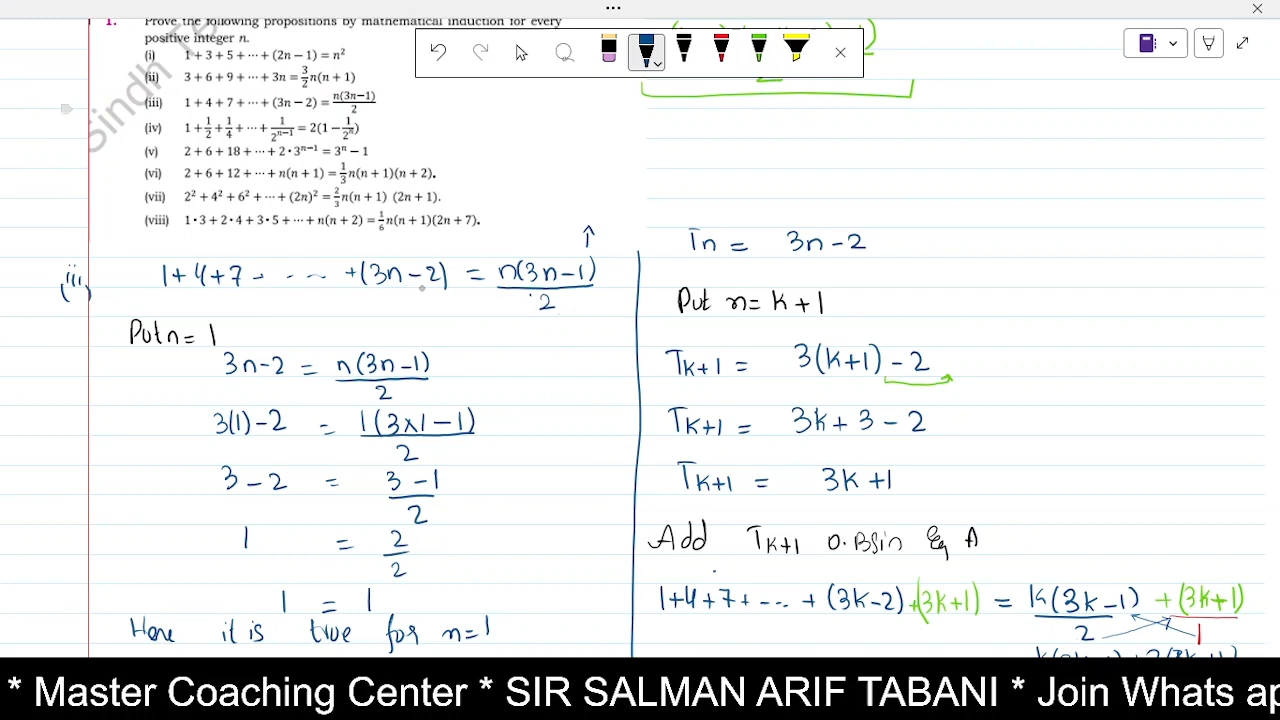 1. Prove the following propositions by mathematical induction for every
positive integer n.
(i) 1 + 3 + 5 + ⋯ + (2n − 1) = n²
(ii) 3 + 6 + 9 + ⋯ + 3n = 3/2 n(n + 1)
(iii) 1 + 4 + 7 + ⋯ + (3n − 2) = n(3n−1)/2
(iv) 1 + 1/2 + 1/4 + ⋯ + 1/2ⁿ⁻¹ = 2(1 − 1/2ⁿ)
(v) 2 + 6 + 18 + ⋯ + 2 • 3ⁿ⁻¹ = 3ⁿ − 1
(vi) 2 + 6 + 12 + ⋯ + n(n + 1) = 1/3 n(n + 1)(n + 2).
(vii) 2² + 4² + 6² + ⋯ + (2n)² = 2/3 n(n + 1) (2n + 1).
(viii) 1 • 3 + 2 • 4 + 3 • 5 + ⋯ + n(n + 2) = 1/6 n(n + 1)(2n + 7).
Sindh
(iii) 1+4+7 - ... ... +(3n-2) = n(3n-1)/2
Put n= 1
3n-2 = n(3n-1)/2
3(1)-2 = 1(3×1-1)/2
3-2 = 3-1/2
1 = 2/2
1 = 1
Here it is true for n=1
Tn = 3n-2
Put n= k+1
Tk+1 = 3(k+1)-2
Tk+1 = 3k+3-2
Tk+1 = 3k+1
Add Tk+1 O.BSin Eq A
1+4+7+.... + (3k-2)+(3k+1) = k(3k-1)/2 + (3k+1)/1
* Master Coaching Center * SIR SALMAN ARIF TABANI * Join Whats ap